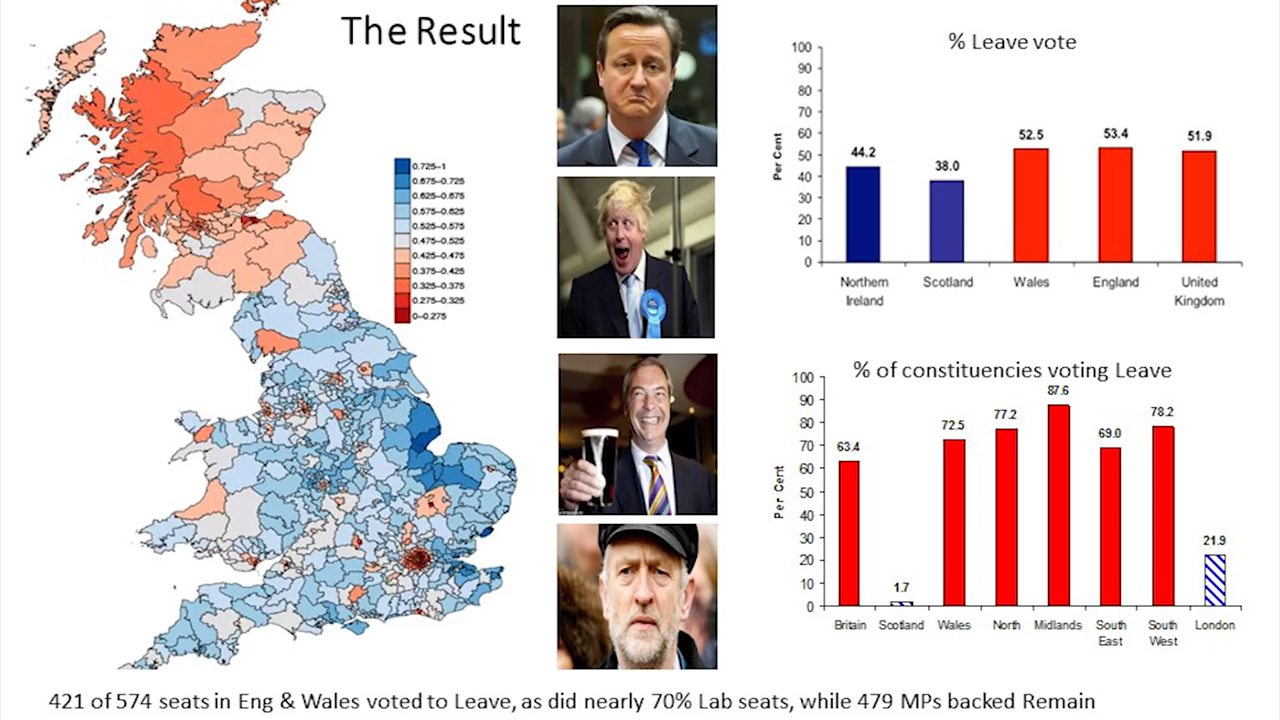 The Result
0.725–1
0.675–0.725
0.625–0.675
0.575–0.625
0.525–0.575
0.475–0.525
0.425–0.475
0.375–0.425
0.325–0.375
0.275–0.325
0–0.275
% Leave vote
Per Cent
100
90
80
70
60
50
40
30
20
10
0
44.2
38.0
52.5
53.4
51.9
Northern Ireland
Scotland
Wales
England
United Kingdom
% of constituencies voting Leave
Per Cent
100
90
80
70
60
50
40
30
20
10
0
63.4
1.7
72.5
77.2
87.6
69.0
78.2
21.9
Britain
Scotland
Wales
North
Midlands
South East
South West
London
421 of 574 seats in Eng & Wales voted to Leave, as did nearly 70% Lab seats, while 479 MPs backed Remain